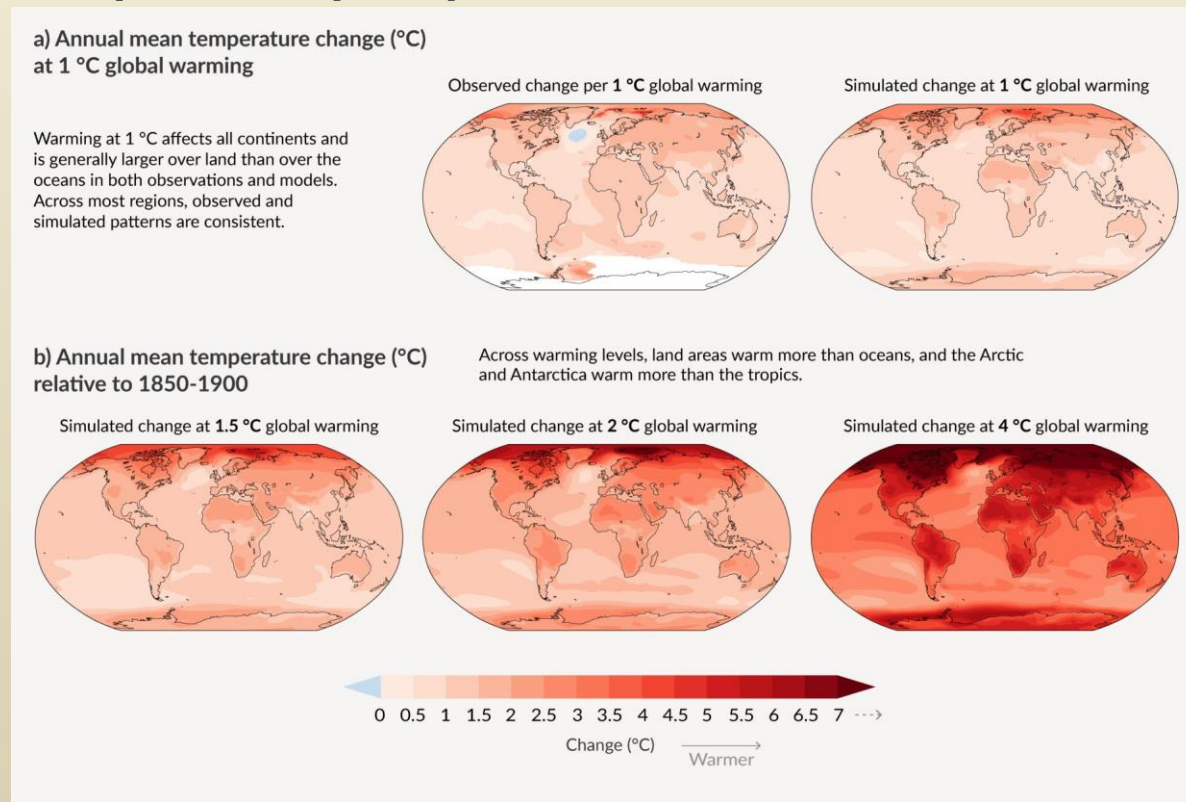 a) Annual mean temperature change (°C)
at 1 °C global warming
Warming at 1 °C affects all continents and
is generally larger over land than over the
oceans in both observations and models.
Across most regions, observed and
simulated patterns are consistent.
Observed change per 1 °C global warming
Simulated change at 1 °C global warming
b) Annual mean temperature change (°C)
relative to 1850-1900
Across warming levels, land areas warm more than oceans, and the Arctic
and Antarctica warm more than the tropics.
Simulated change at 1.5 °C global warming
Simulated change at 2 °C global warming
Simulated change at 4 °C global warming
0 0.5 1 1.5 2 2.5 3 3.5 4 4.5 5 5.5 6 6.5 7
Change (°C)
Warmer